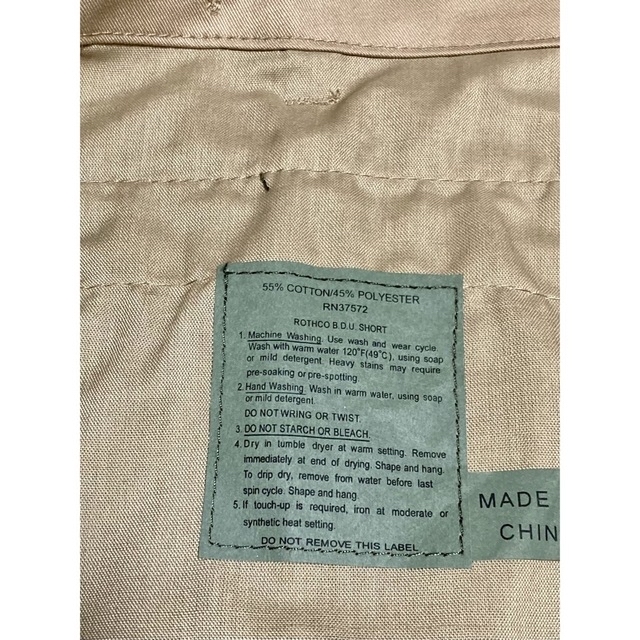 55% COTTON/45% POLYESTER
RN37572
ROTHCO B.D.U. SHORT
1. Machine Washing. Use wash and wear cycle.
Wash with warm water 120°F(49°C), using soap
or mild detergent. Heavy stains may require
pre-soaking or pre-spotting.
2. Hand Washing. Wash in warm water, using soap
or mild detergent.
DO NOT WRING OR TWIST.
3. DO NOT STARCH OR BLEACH.
4. Dry in tumble dryer at warm setting. Remove
immediately at end of drying. Shape and hang.
To drip dry, remove from water before last
spin cycle. Shape and hang
5. If touch-up is required, iron at moderate or
synthetic heat setting.
DO NOT REMOVE THIS LABEL
MADE
CHIN